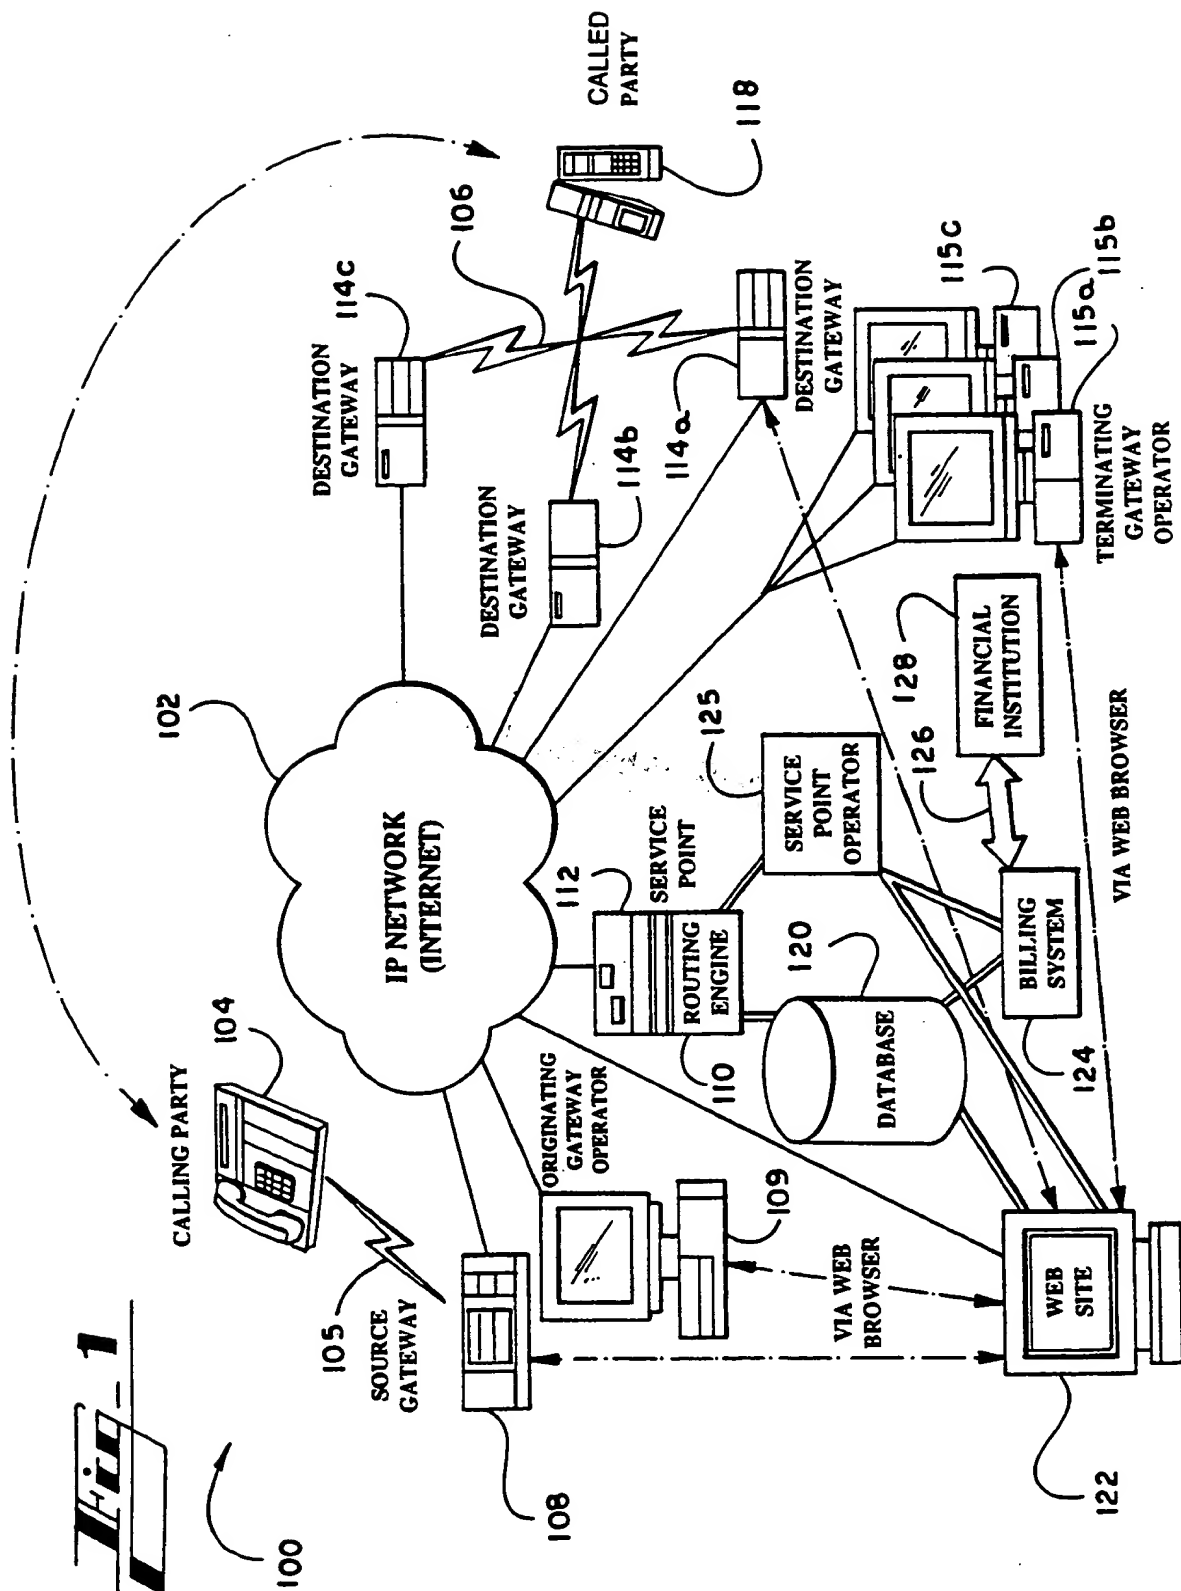 Fig_1
100
CALLING PARTY
104
105
SOURCE
GATEWAY
108
102
IP NETWORK
(INTERNET)
ORIGINATING
GATEWAY
OPERATOR
109
DESTINATION
GATEWAY
114c
106
CALLED
PARTY
118
DESTINATION
GATEWAY
114b
114a
DESTINATION
GATEWAY
112
SERVICE
POINT
ROUTING
ENGINE
110
125
SERVICE
POINT
OPERATOR
120
DATABASE
115c
115b
115a
TERMINATING
GATEWAY
OPERATOR
128
FINANCIAL
INSTITUTION
126
BILLING
SYSTEM
124
VIA WEB
BROWSER
VIA WEB BROWSER
WEB
SITE
122